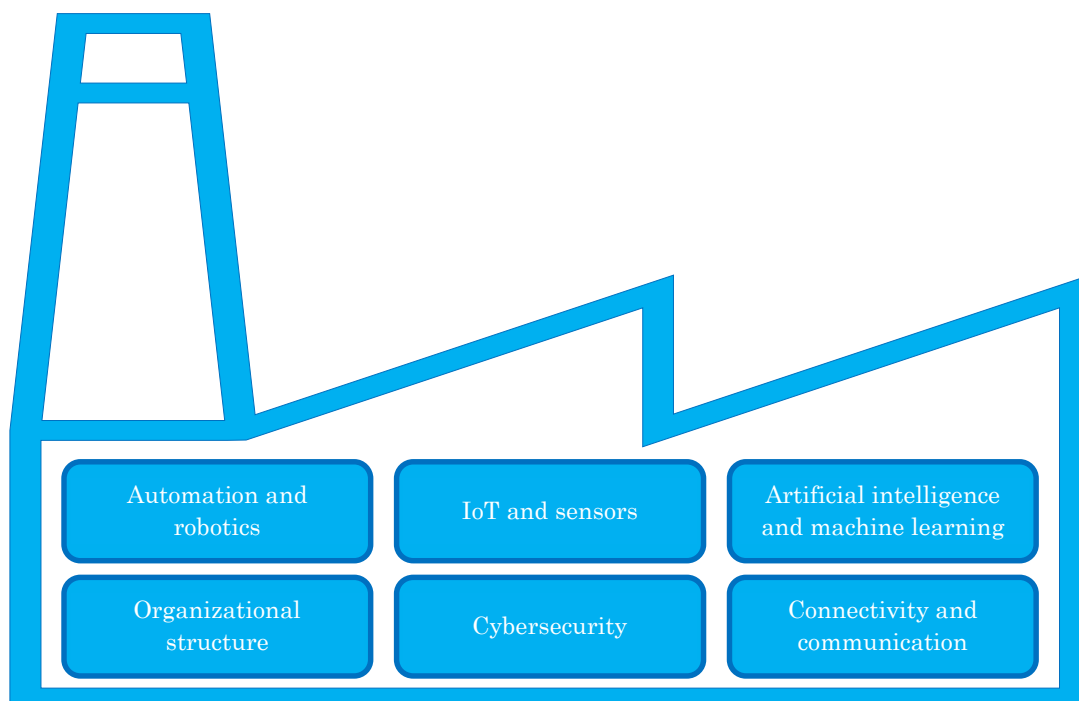 Automation and
robotics
IoT and sensors
Artificial intelligence
and machine learning
Organizational
structure
Cybersecurity
Connectivity and
communication